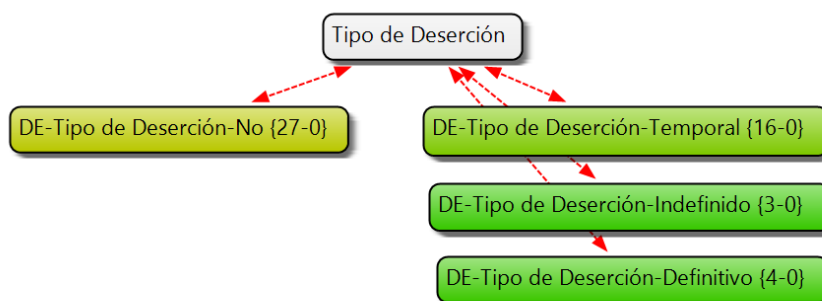 Tipo de Deserción
DE-Tipo de Deserción-No {27-0}
DE-Tipo de Deserción-Temporal {16-0}
DE-Tipo de Deserción-Indefinido {3-0}
DE-Tipo de Deserción-Definitivo {4-0}